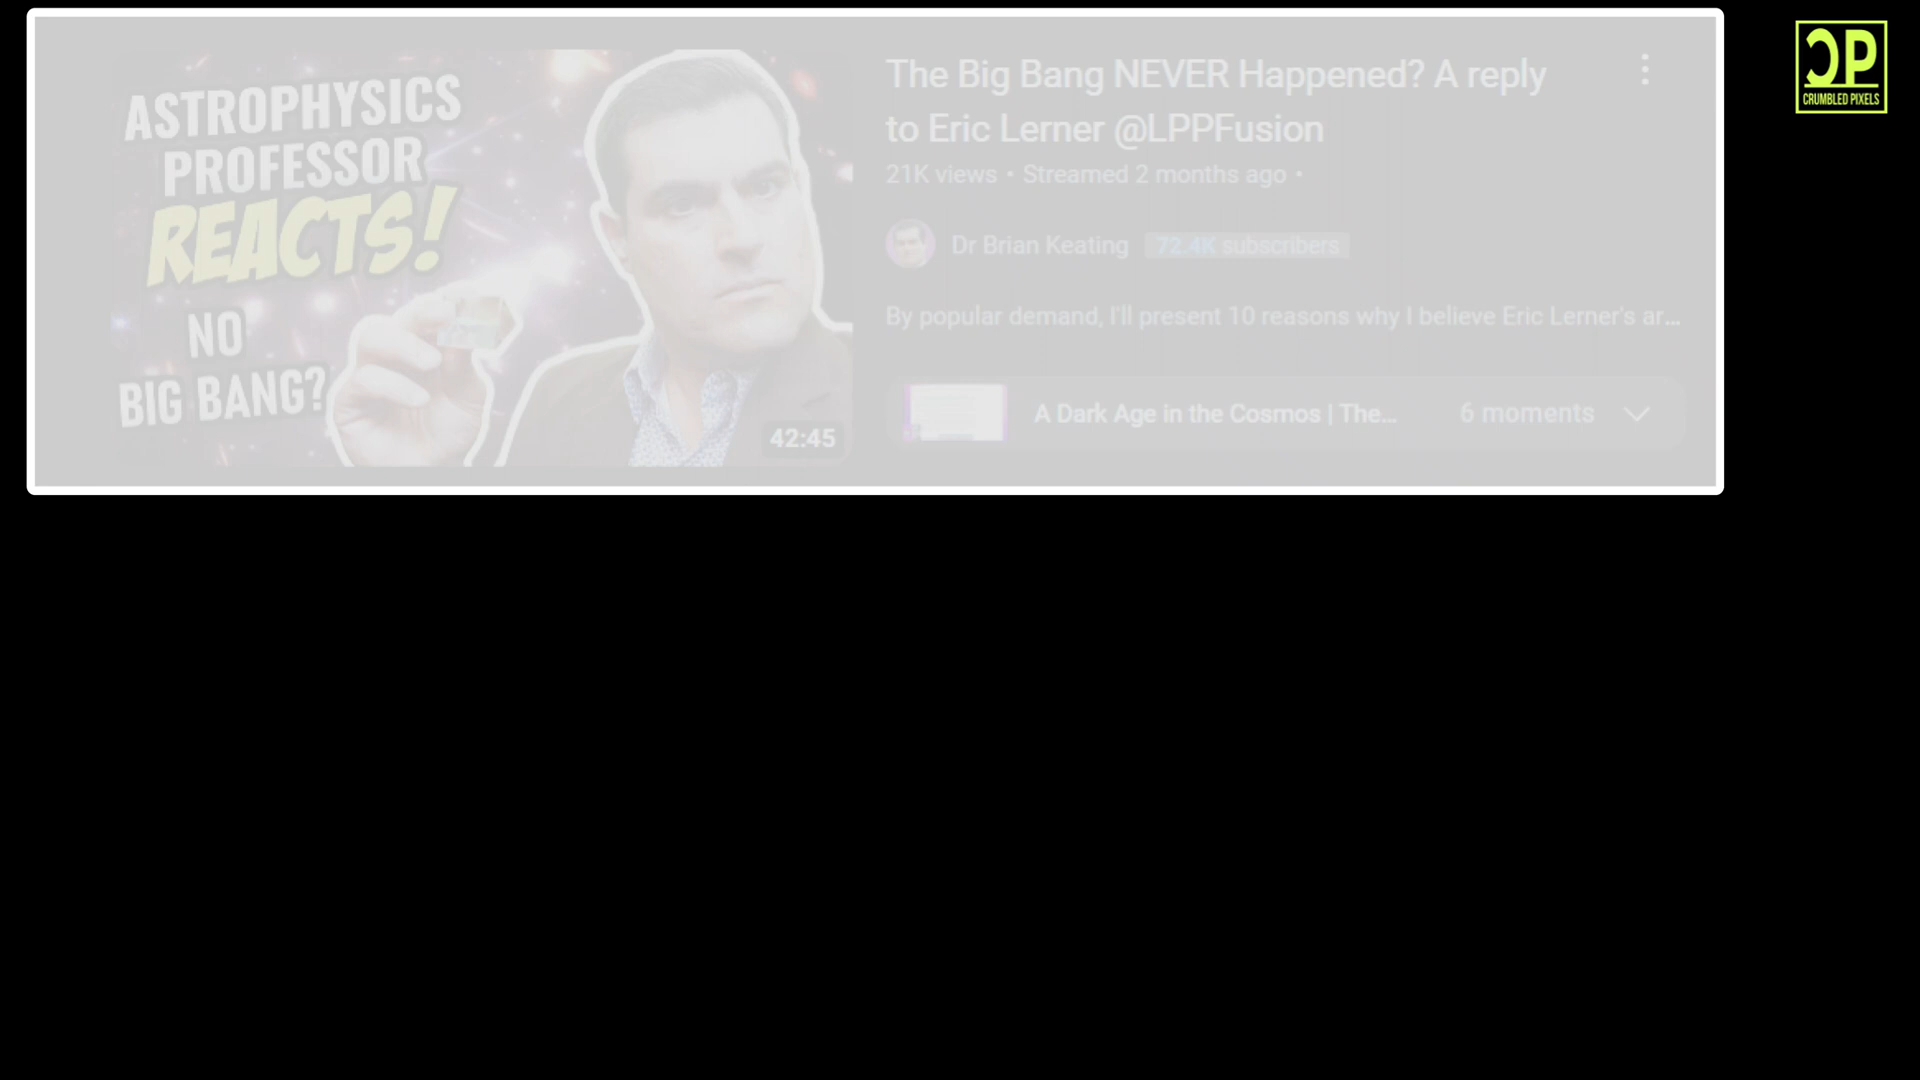 ASTROPHYSICS
PROFESSOR
REACTS!
NO
BIG BANG?
42:45
The Big Bang NEVER Happened? A reply
to Eric Lerner @LPPFusion
21K views • Streamed 2 months ago •
Dr Brian Keating 72.4K subscribers
By popular demand, I'll present 10 reasons why I believe Eric Lerner's ar...
A Dark Age in the Cosmos | The... 6 moments
CP
CRUMBLED PIXELS